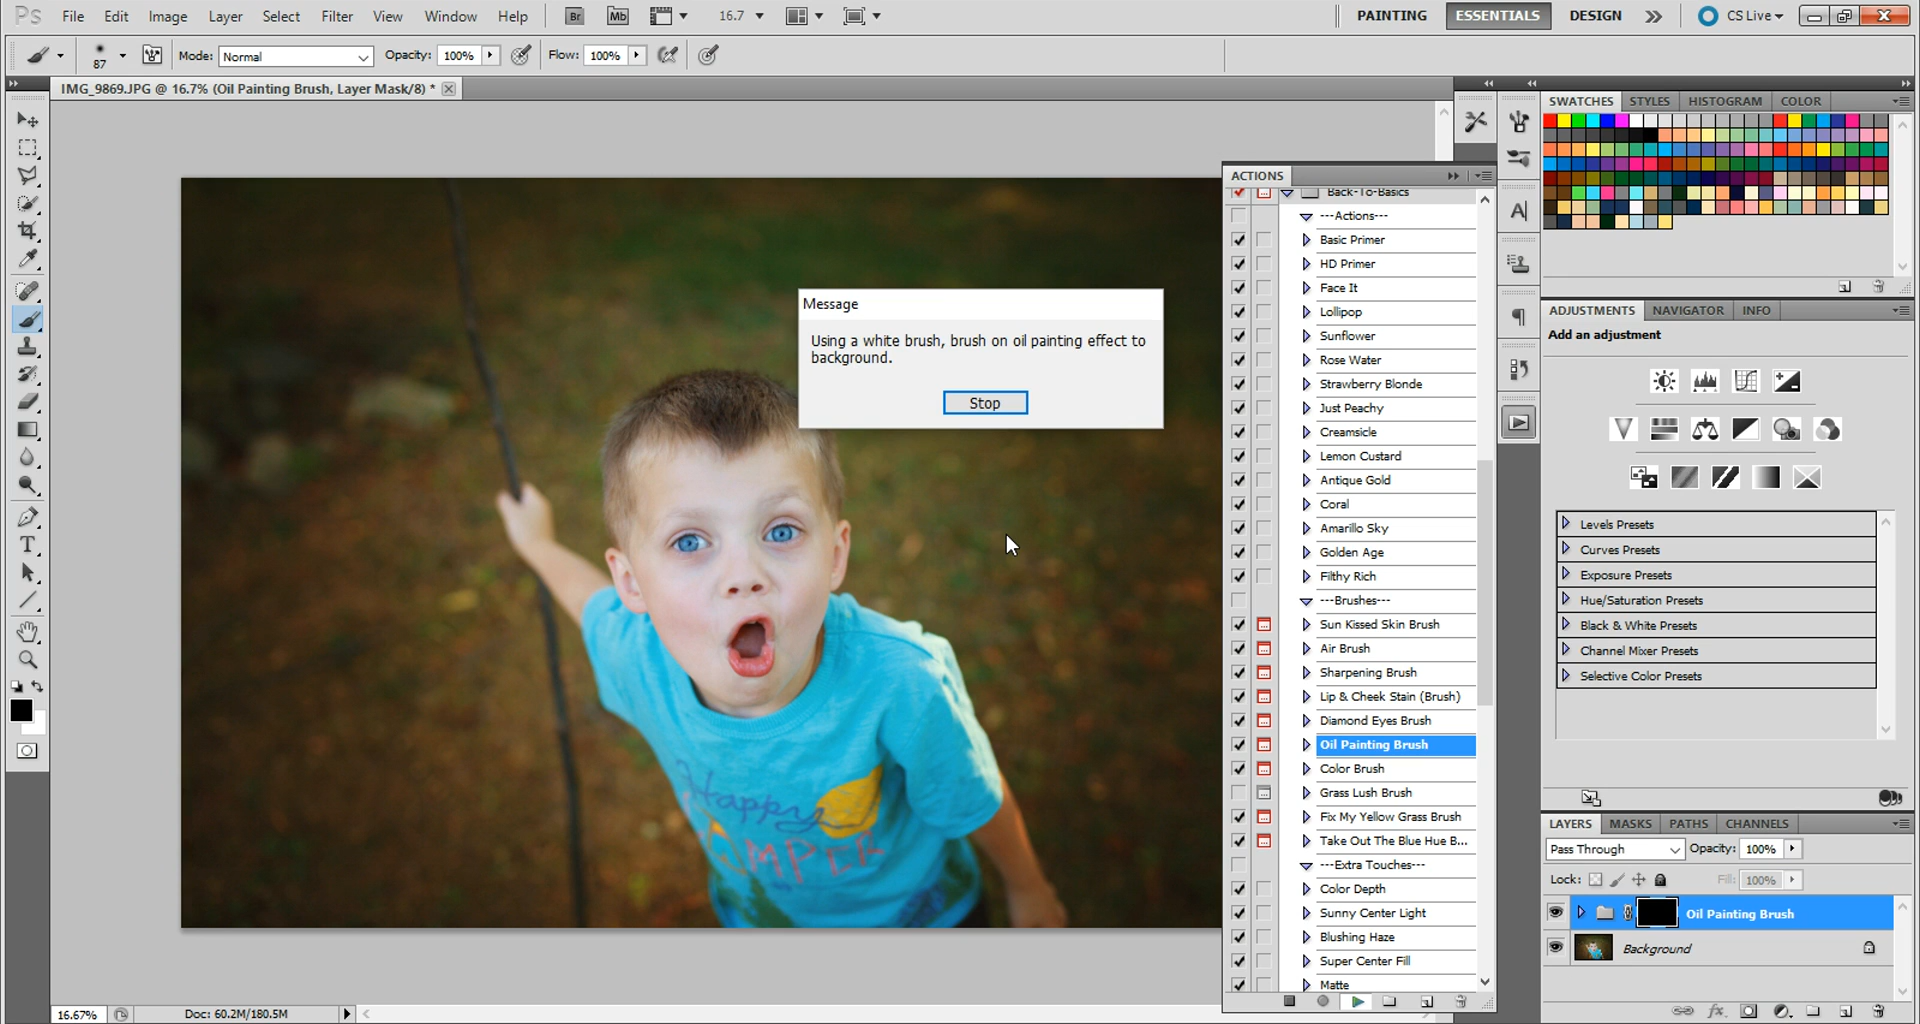 Ps File Edit Image Layer Select Filter View Window Help Br Mb 16.7 PAINTING ESSENTIALS DESIGN CS Live
87 Mode: Normal Opacity: 100% Flow: 100%
IMG_9869.JPG @ 16.7% (Oil Painting Brush, Layer Mask/8) *
SWATCHES STYLES HISTOGRAM COLOR
ACTIONS
Back-To-Basics
---Actions---
Basic Primer
HD Primer
Face It
Lollipop
Sunflower
Rose Water
Strawberry Blonde
Just Peachy
Creamsicle
Lemon Custard
Antique Gold
Coral
Amarillo Sky
Golden Age
Filthy Rich
---Brushes---
Sun Kissed Skin Brush
Air Brush
Sharpening Brush
Lip & Cheek Stain (Brush)
Diamond Eyes Brush
Oil Painting Brush
Color Brush
Grass Lush Brush
Fix My Yellow Grass Brush
Take Out The Blue Hue B...
---Extra Touches---
Color Depth
Sunny Center Light
Blushing Haze
Super Center Fill
Matte
Message
Using a white brush, brush on oil painting effect to
background.
Stop
Happy
CAMPER
ADJUSTMENTS NAVIGATOR INFO
Add an adjustment
Levels Presets
Curves Presets
Exposure Presets
Hue/Saturation Presets
Black & White Presets
Channel Mixer Presets
Selective Color Presets
LAYERS MASKS PATHS CHANNELS
Pass Through Opacity: 100%
Lock: Fill: 100%
Oil Painting Brush
Background
16.67% Doc: 60.2M/180.5M